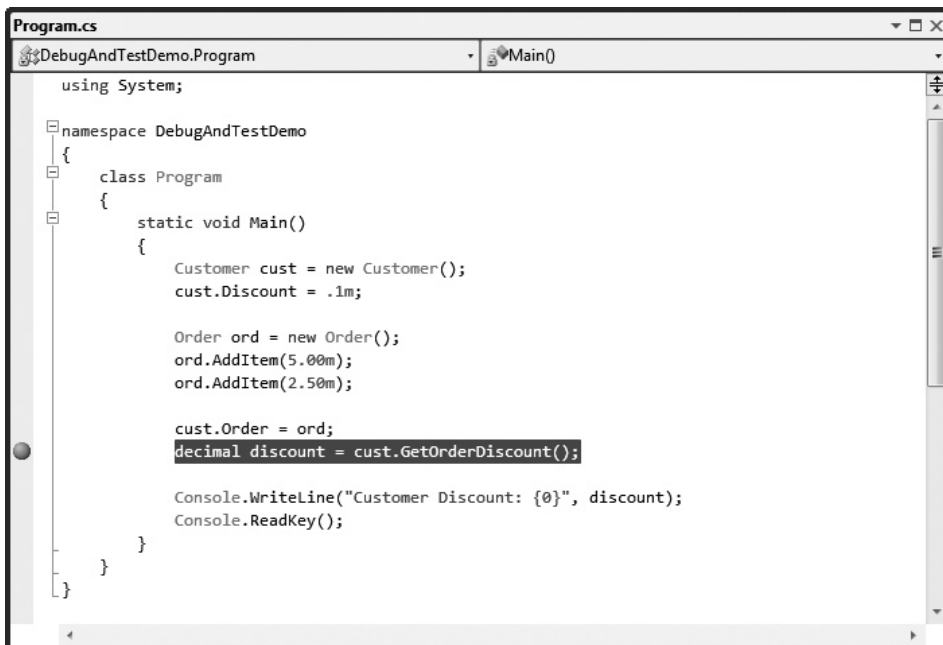 Program.cs
DebugAndTestDemo.Program
Main()
using System;
namespace DebugAndTestDemo
{
class Program
{
static void Main()
{
Customer cust = new Customer();
cust.Discount = .1m;
Order ord = new Order();
ord.AddItem(5.00m);
ord.AddItem(2.50m);
cust.Order = ord;
decimal discount = cust.GetOrderDiscount();
Console.WriteLine("Customer Discount: {0}", discount);
Console.ReadKey();
}
}
}